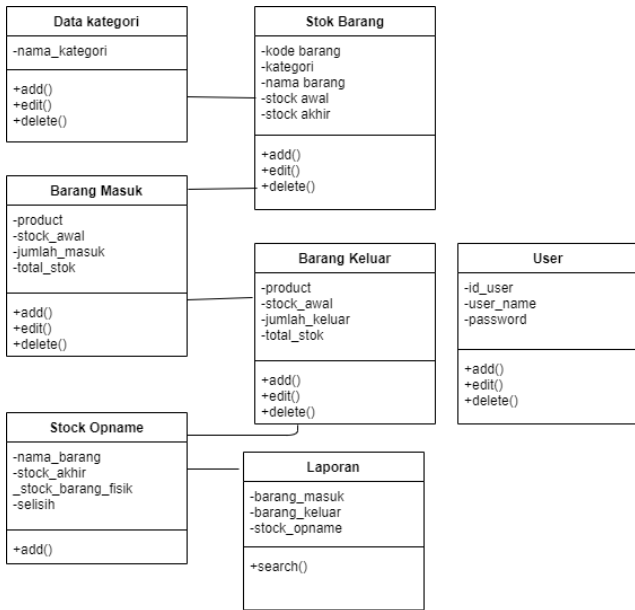 Data kategori
-nama_kategori
+add()
+edit()
+delete()
Stok Barang
-kode barang
-kategori
-nama barang
-stock awal
-stock akhir
+add()
+edit()
+delete()
Barang Masuk
-product
-stock_awal
-jumlah_masuk
-total_stok
+add()
+edit()
+delete()
Barang Keluar
-product
-stock_awal
-jumlah_keluar
-total_stok
+add()
+edit()
+delete()
User
-id_user
-user_name
-password
+add()
+edit()
+delete()
Stock Opname
-nama_barang
-stock_akhir
_stock_barang_fisik
-selisih
+add()
Laporan
-barang_masuk
-barang_keluar
-stock_opname
+search()